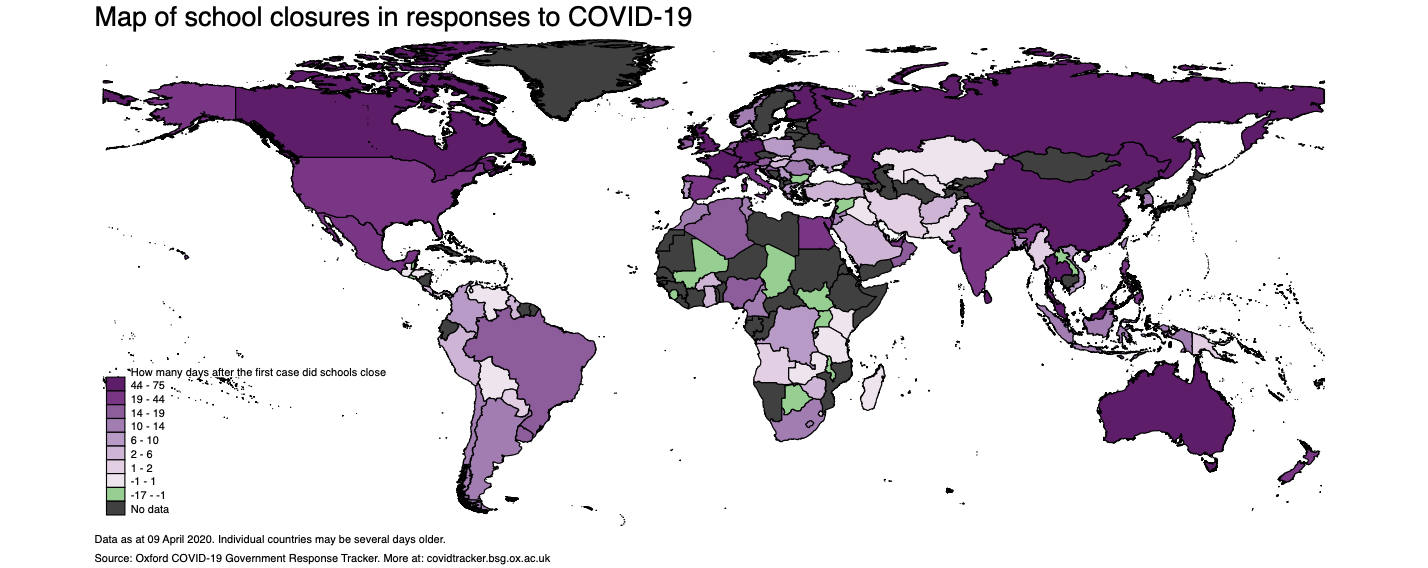 Map of school closures in responses to COVID-19
How many days after the first case did schools close
44 - 75
19 - 44
14 - 19
10 - 14
6 - 10
2 - 6
1 - 2
-1 - 1
-17 - -1
No data
Data as at 09 April 2020. Individual countries may be several days older.
Source: Oxford COVID-19 Government Response Tracker. More at: covidtracker.bsg.ox.ac.uk